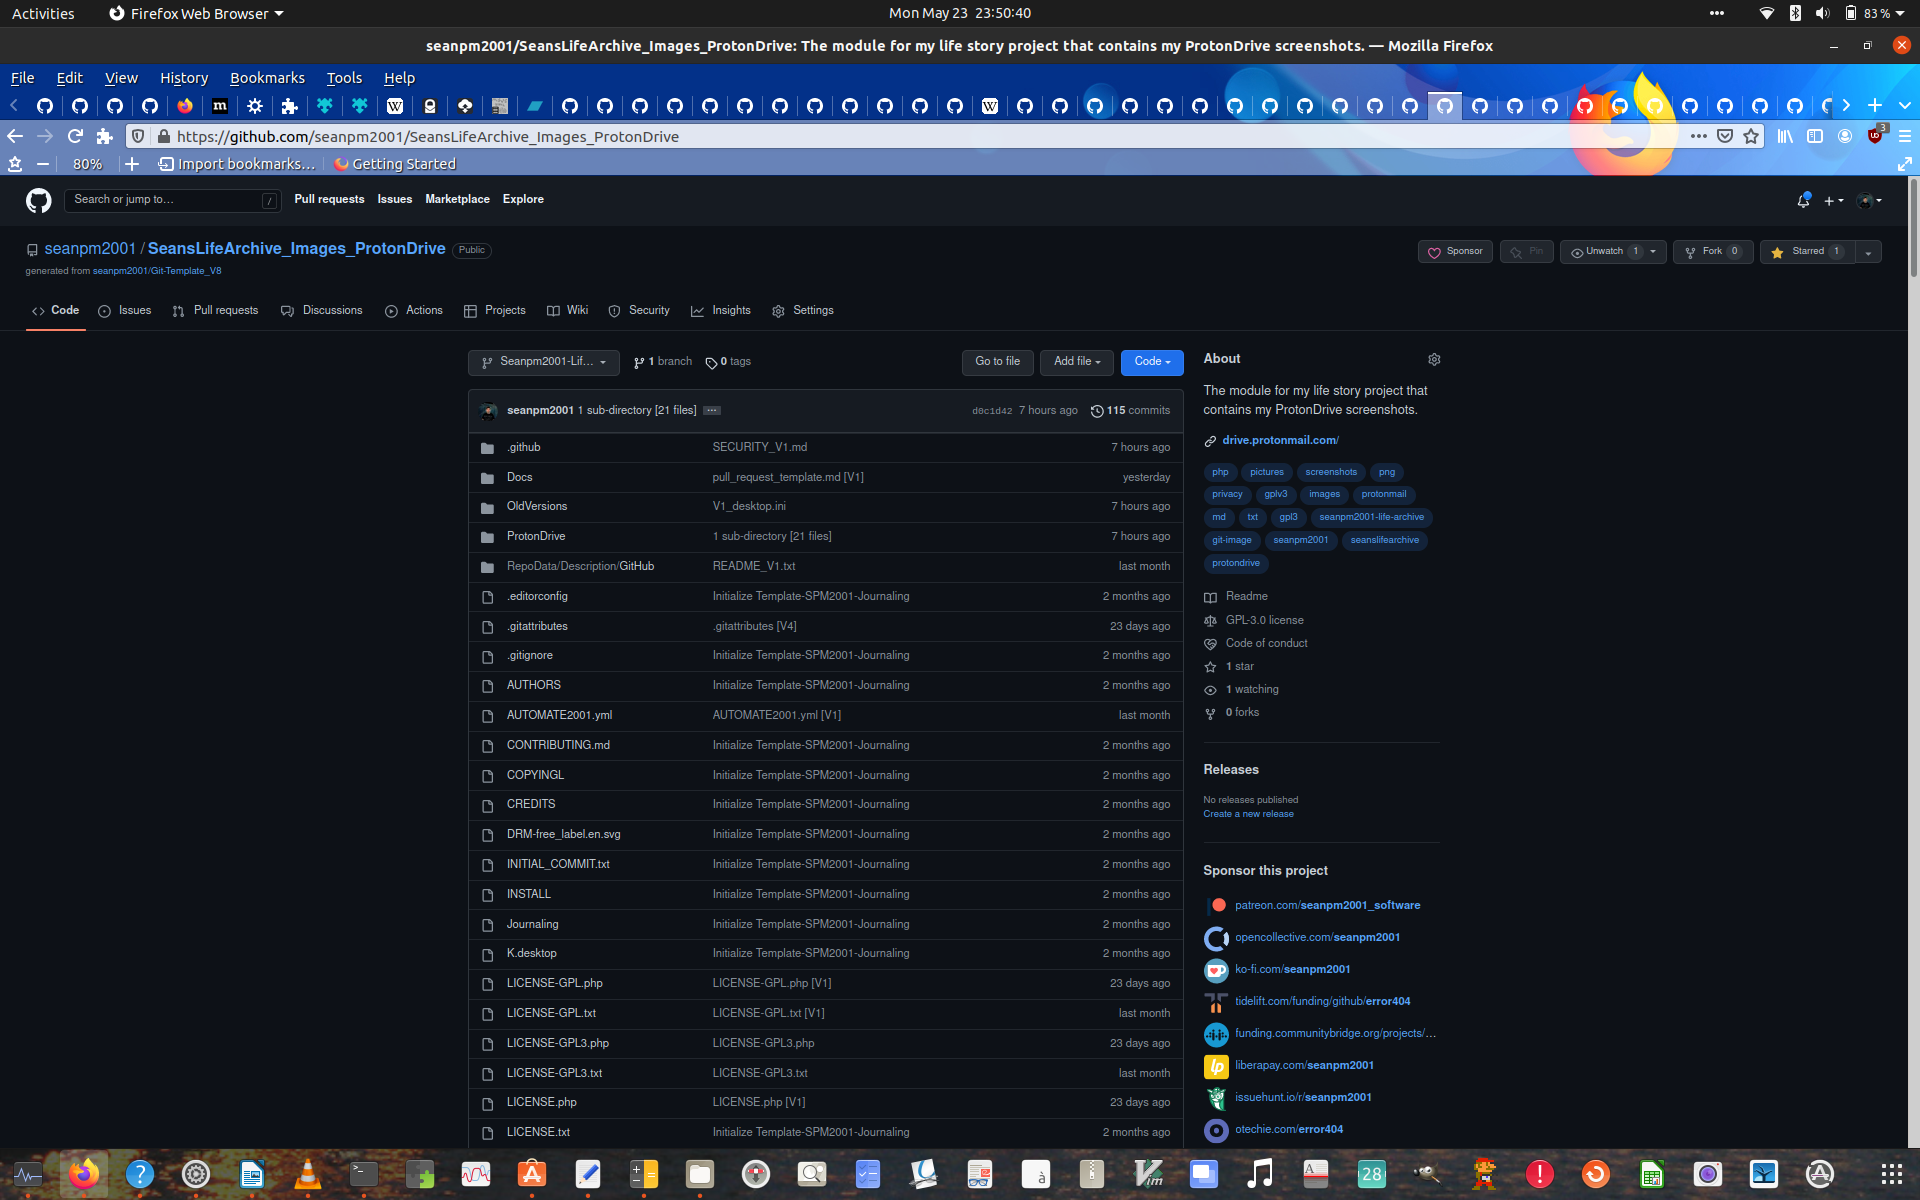 Activities
Firefox Web Browser
Mon May 23 23:50:40
83 %
seanpm2001/SeansLifeArchive_Images_ProtonDrive: The module for my life story project that contains my ProtonDrive screenshots. — Mozilla Firefox
File Edit View History Bookmarks Tools Help
https://github.com/seanpm2001/SeansLifeArchive_Images_ProtonDrive
3
80%
Import bookmarks…
Getting Started
Search or jump to…
/
Pull requests Issues Marketplace Explore
seanpm2001 / SeansLifeArchive_Images_ProtonDrive Public
generated from seanpm2001/Git-Template_V8
Sponsor
Pin
Unwatch 1
Fork 0
Starred 1
Code Issues Pull requests Discussions Actions Projects Wiki Security Insights Settings
Seanpm2001-Lif…
1 branch
0 tags
Go to file
Add file
Code
seanpm2001 1 sub-directory [21 files] … d0c1d42 7 hours ago 115 commits
.github SECURITY_V1.md 7 hours ago
Docs pull_request_template.md [V1] yesterday
OldVersions V1_desktop.ini 7 hours ago
ProtonDrive 1 sub-directory [21 files] 7 hours ago
RepoData/Description/GitHub README_V1.txt last month
.editorconfig Initialize Template-SPM2001-Journaling 2 months ago
.gitattributes .gitattributes [V4] 23 days ago
.gitignore Initialize Template-SPM2001-Journaling 2 months ago
AUTHORS Initialize Template-SPM2001-Journaling 2 months ago
AUTOMATE2001.yml AUTOMATE2001.yml [V1] last month
CONTRIBUTING.md Initialize Template-SPM2001-Journaling 2 months ago
COPYINGL Initialize Template-SPM2001-Journaling 2 months ago
CREDITS Initialize Template-SPM2001-Journaling 2 months ago
DRM-free_label.en.svg Initialize Template-SPM2001-Journaling 2 months ago
INITIAL_COMMIT.txt Initialize Template-SPM2001-Journaling 2 months ago
INSTALL Initialize Template-SPM2001-Journaling 2 months ago
Journaling Initialize Template-SPM2001-Journaling 2 months ago
K.desktop Initialize Template-SPM2001-Journaling 2 months ago
LICENSE-GPL.php LICENSE-GPL.php [V1] 23 days ago
LICENSE-GPL.txt LICENSE-GPL.txt [V1] last month
LICENSE-GPL3.php LICENSE-GPL3.php 23 days ago
LICENSE-GPL3.txt LICENSE-GPL3.txt last month
LICENSE.php LICENSE.php [V1] 23 days ago
LICENSE.txt Initialize Template-SPM2001-Journaling 2 months ago
About
The module for my life story project that
contains my ProtonDrive screenshots.
drive.protonmail.com/
php pictures screenshots png
privacy gplv3 images protonmail
md txt gpl3 seanpm2001-life-archive
git-image seanpm2001 seanslifearchive
protondrive
Readme
GPL-3.0 license
Code of conduct
1 star
1 watching
0 forks
Releases
No releases published
Create a new release
Sponsor this project
patreon.com/seanpm2001_software
opencollective.com/seanpm2001
ko-fi.com/seanpm2001
tidelift.com/funding/github/error404
funding.communitybridge.org/projects/…
liberapay.com/seanpm2001
issuehunt.io/r/seanpm2001
otechie.com/error404
28